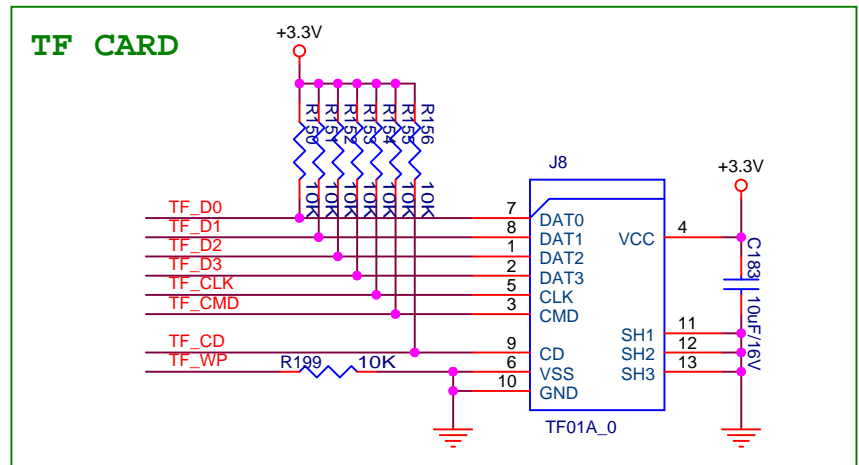 TF CARD
+3.3V
R150
R151
R152
R153
R154
R155
R156
10K
10K
10K
10K
10K
10K
10K
J8
+3.3V
TF_D0
7
DAT0
TF_D1
8
DAT1
VCC
4
TF_D2
1
DAT2
TF_D3
2
DAT3
TF_CLK
5
CLK
TF_CMD
3
CMD
C183
10uF/16V
SH1
11
TF_CD
9
CD
SH2
12
TF_WP
R199
10K
6
VSS
SH3
13
10
GND
TF01A_0